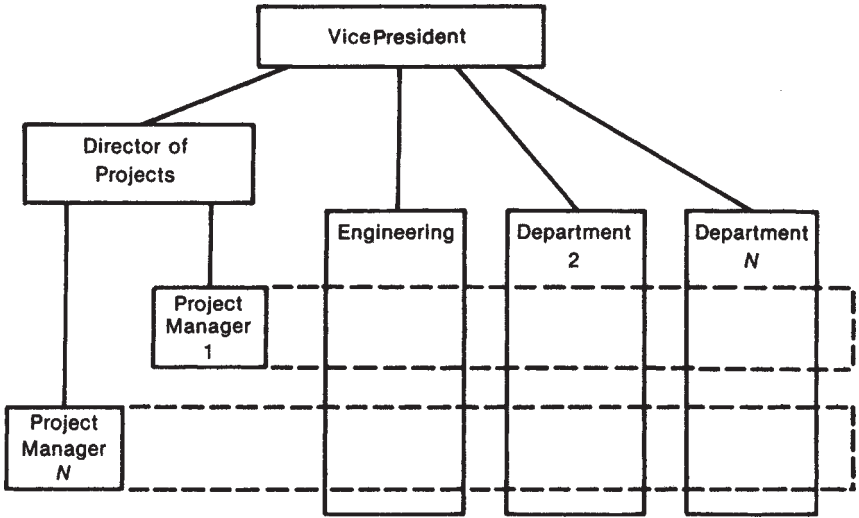 Vice President
Director of
Projects
Engineering
Department
2
Department
N
Project
Manager
1
Project
Manager
N